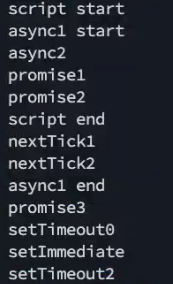 script start
async1 start
async2
promise1
promise2
script end
nextTick1
nextTick2
async1 end
promise3
setTimeout0
setImmediate
setTimeout2